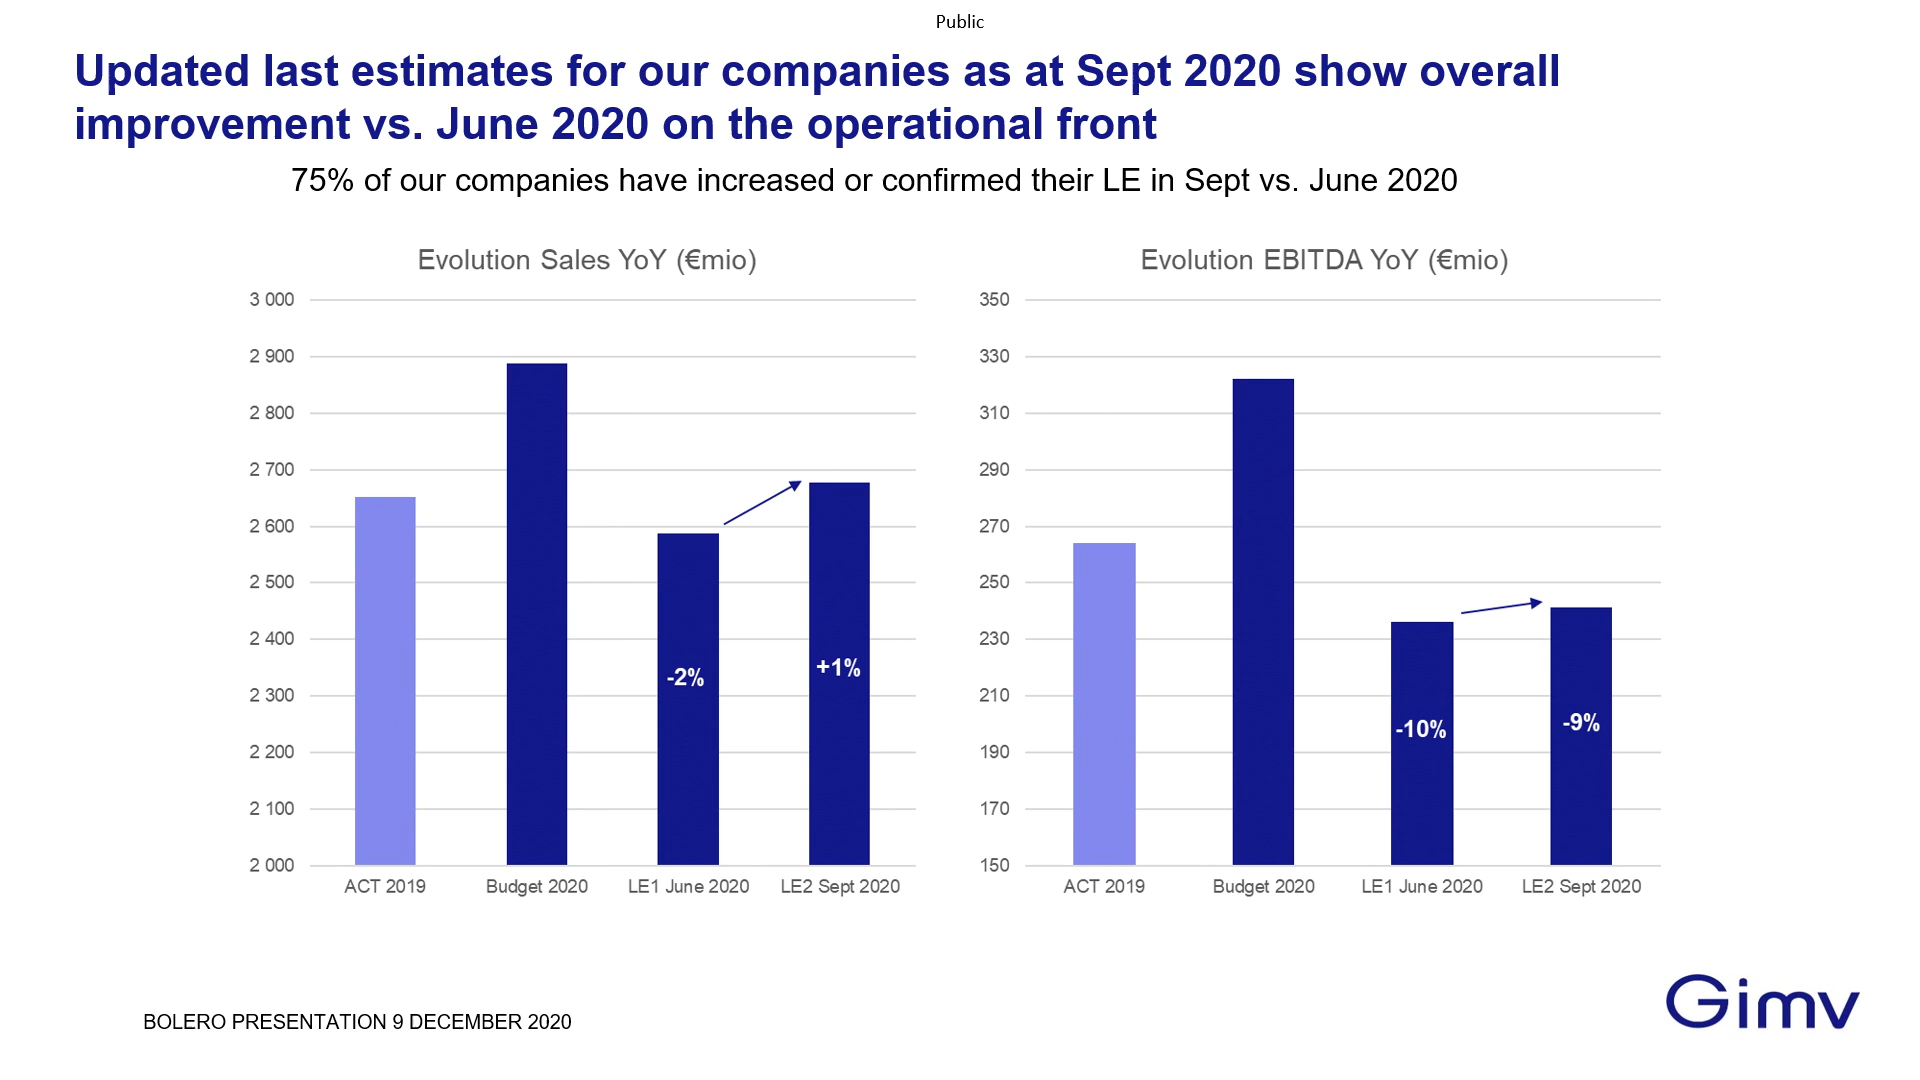 Public
Updated last estimates for our companies as at Sept 2020 show overall
improvement vs. June 2020 on the operational front
75% of our companies have increased or confirmed their LE in Sept vs. June 2020
Evolution Sales YoY (€mio)
3 000
2 900
2 800
2 700
2 600
2 500
2 400
2 300
2 200
2 100
2 000
-2%
+1%
ACT 2019
Budget 2020
LE1 June 2020
LE2 Sept 2020
Evolution EBITDA YoY (€mio)
350
330
310
290
270
250
230
210
190
170
150
-10%
-9%
ACT 2019
Budget 2020
LE1 June 2020
LE2 Sept 2020
BOLERO PRESENTATION 9 DECEMBER 2020
Gimv